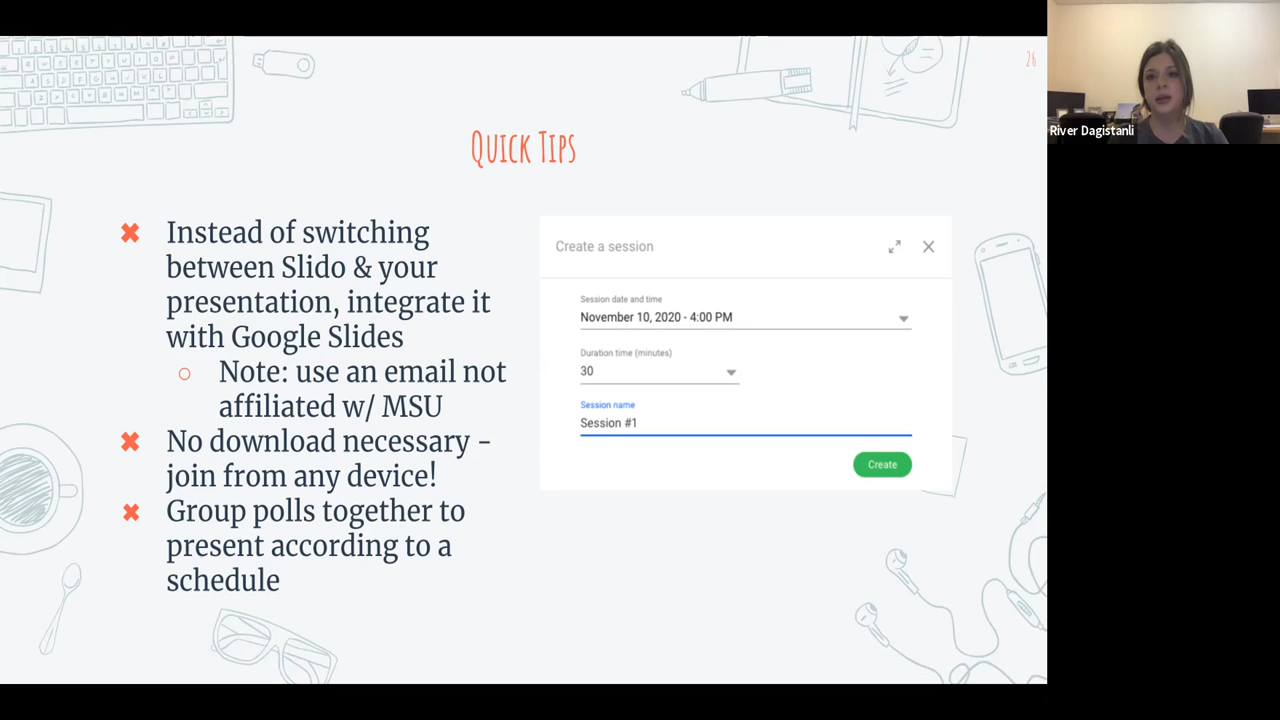 26
River Dagistanli
Quick Tips
✖ Instead of switching
between Slido & your
presentation, integrate it
with Google Slides
○ Note: use an email not
affiliated w/ MSU
✖ No download necessary -
join from any device!
✖ Group polls together to
present according to a
schedule
Create a session
Session date and time
November 10, 2020 - 4:00 PM
Duration time (minutes)
30
Session name
Session #1
Create